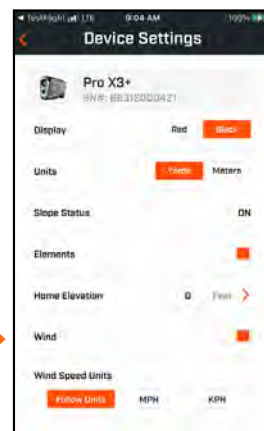 TestFlight LTE 9:04 AM 100%
Device Settings
Pro X3+
Display Red Black
Units Yards Meters
Slope Status ON
Elements
Home Elevation 0 Feet
Wind
Wind Speed Units
Follow Units MPH KPH